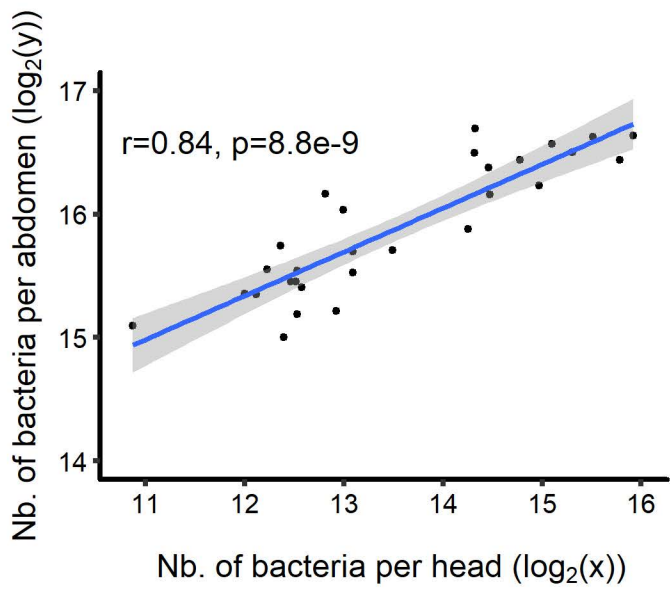 Nb. of bacteria per abdomen (log₂(y))
17
16
15
14
r=0.84, p=8.8e-9
11 12 13 14 15 16
Nb. of bacteria per head (log₂(x))